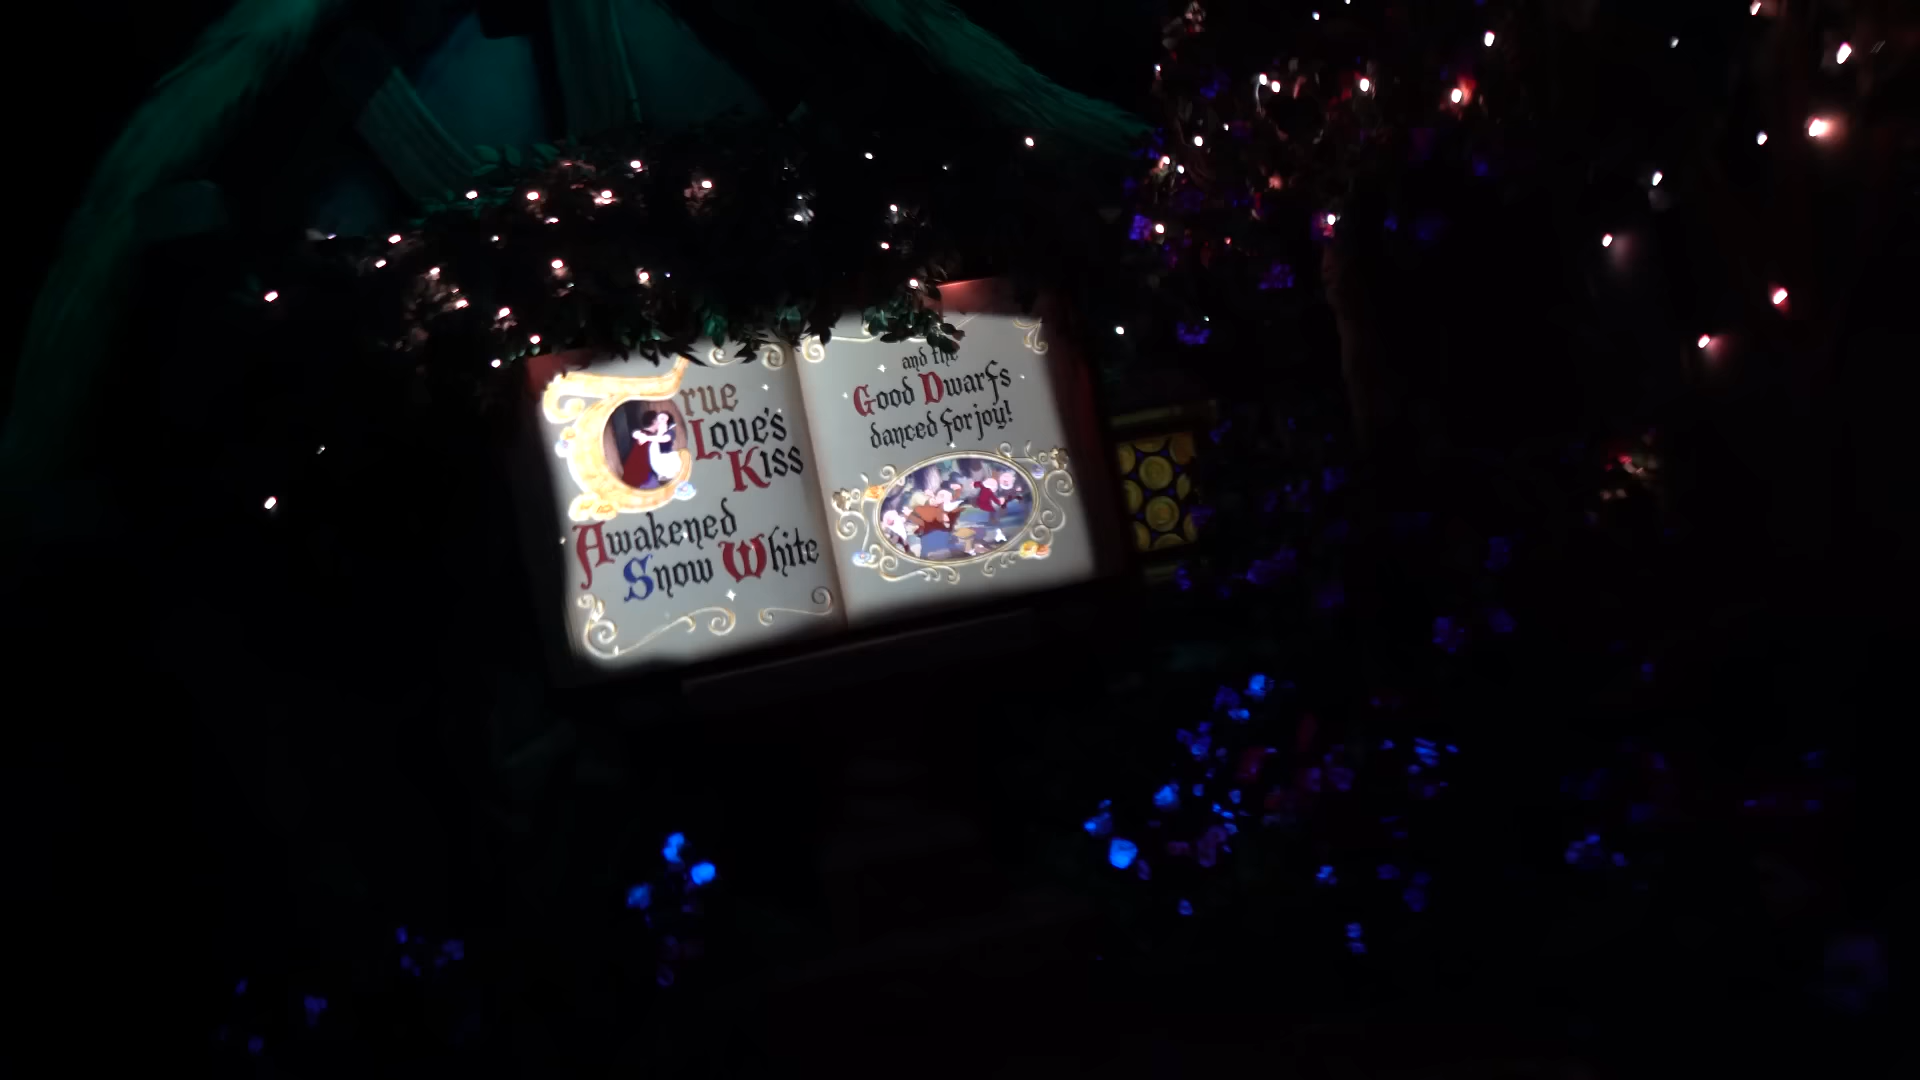 True
Love's
Kiss
Awakened
Snow White
and the
Good Dwarfs
danced for joy!